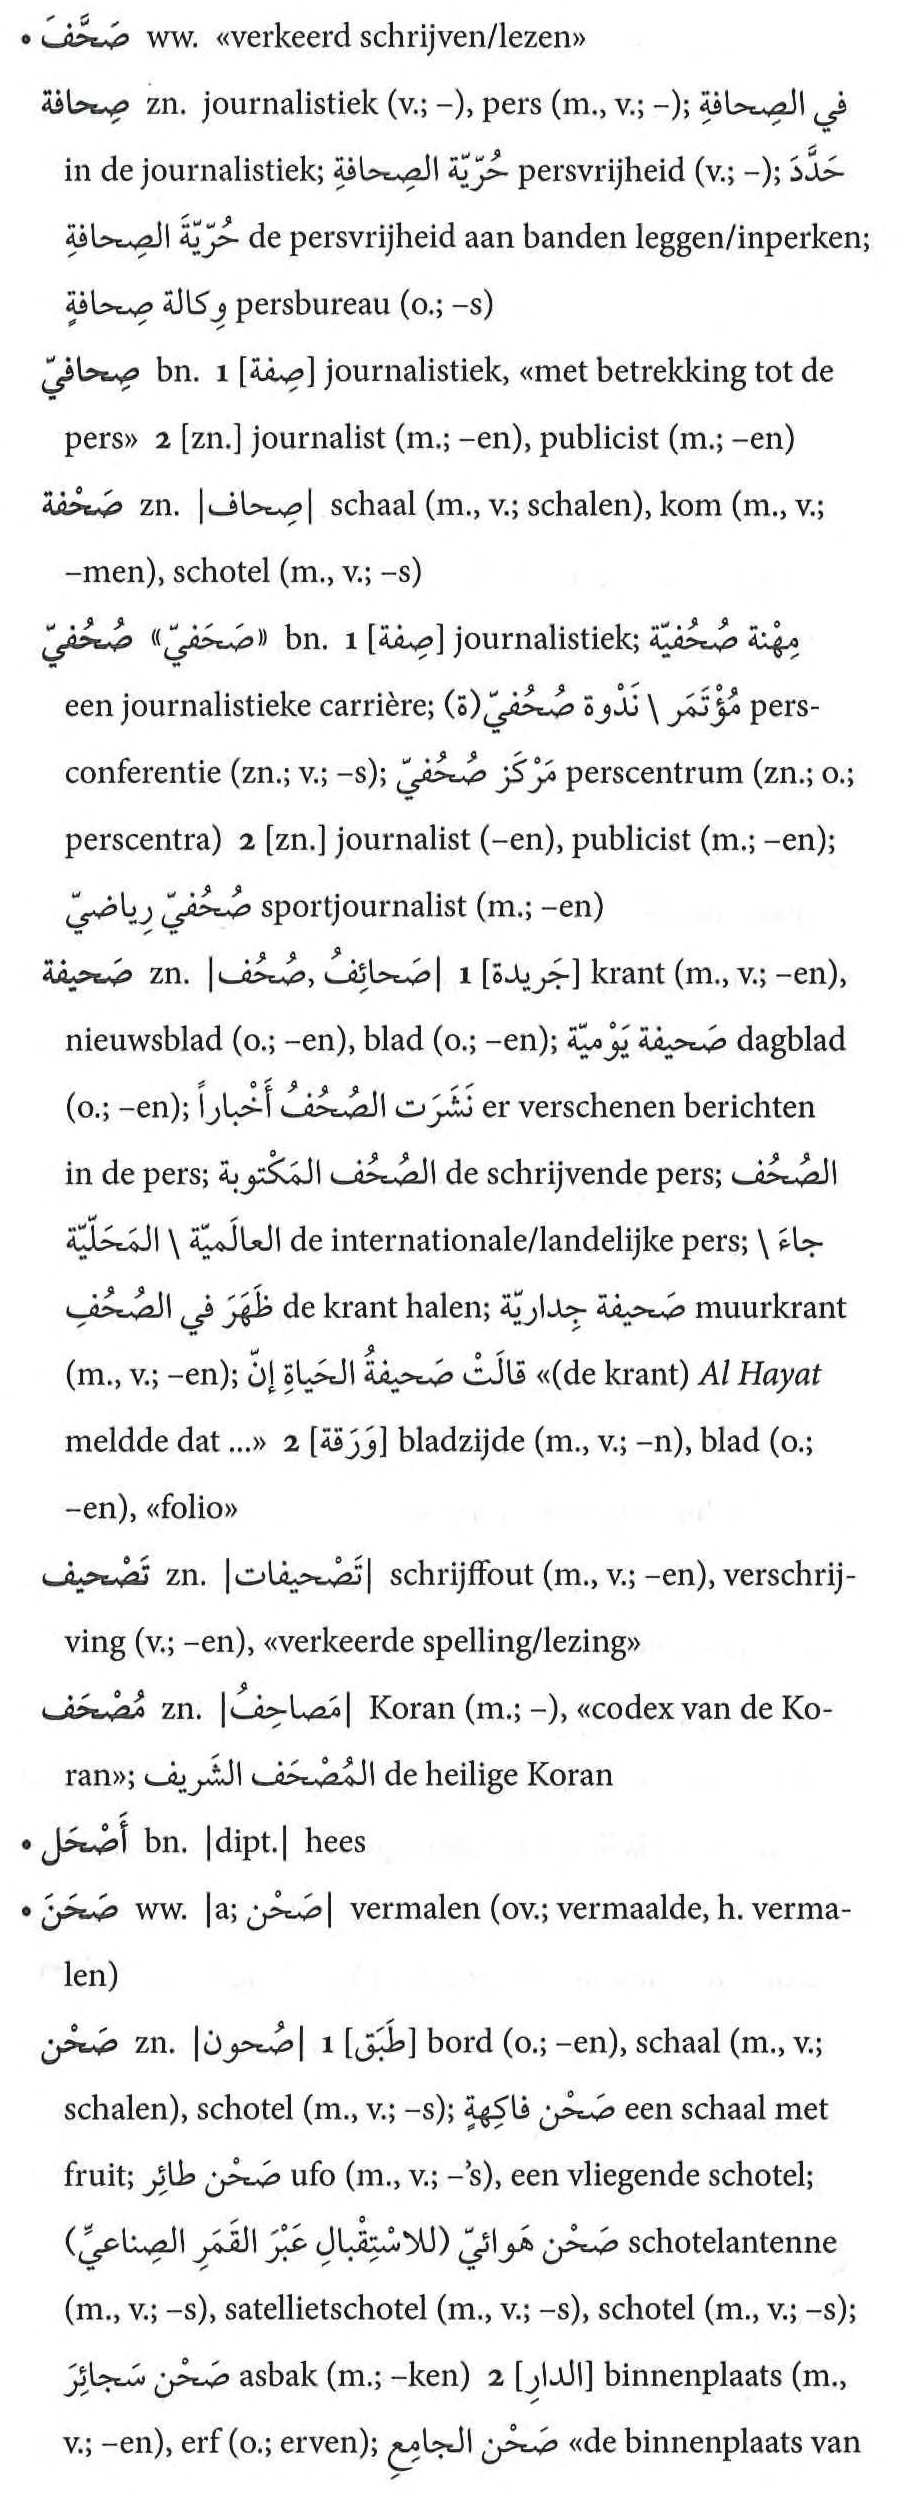 • صَحَّفَ ww. «verkeerd schrijven/lezen»
صِحافة zn. journalistiek (v.; –), pers (m., v.; –); في الصِحافةِ
in de journalistiek; حُرّيّة الصِحافةِ persvrijheid (v.; –); حَدَّدَ
حُرّيّةَ الصِحافةِ de persvrijheid aan banden leggen/inperken;
وِكالة صِحافةٍ persbureau (o.; –s)
صِحافيّ bn. 1 [صِفة] journalistiek, «met betrekking tot de
pers» 2 [zn.] journalist (m.; –en), publicist (m.; –en)
صَحْفة zn. |صِحاف| schaal (m., v.; schalen), kom (m., v.;
–men), schotel (m., v.; –s)
صُحُفيّ «صَحَفيّ» bn. 1 [صِفة] journalistiek; مِهْنة صُحُفيّة
een journalistieke carrière; مُؤْتَمَر \ نَدْوة صُحُفيّ(ة) pers-
conferentie (zn.; v.; –s); مَرْكَز صُحُفيّ perscentrum (zn.; o.;
perscentra) 2 [zn.] journalist (–en), publicist (m.; –en);
صُحُفيّ رِياضيّ sportjournalist (m.; –en)
صَحيفة zn. |صَحائِفُ, صُحُف| 1 [جَريدة] krant (m., v.; –en),
nieuwsblad (o.; –en), blad (o.; –en); صَحيفة يَوْميّة dagblad
(o.; –en); نَشَرَت الصُحُفُ أَخْباراً er verschenen berichten
in de pers; الصُحُف المَكْتوبة de schrijvende pers; الصُحُف
العالَميّة \ المَحَلّيّة de internationale/landelijke pers; جاءَ \
ظَهَرَ في الصُحُفِ de krant halen; صَحيفة جِداريّة muurkrant
(m., v.; –en); قالَتْ صَحيفةُ الحَياةِ إنّ «(de krant) Al Hayat
meldde dat ...» 2 [وَرَقة] bladzijde (m., v.; –n), blad (o.;
–en), «folio»
تَصْحيف zn. |تَصْحيفات| schrijffout (m., v.; –en), verschrij-
ving (v.; –en), «verkeerde spelling/lezing»
مُصْحَف zn. |مَصاحِفُ| Koran (m.; –), «codex van de Ko-
ran»; المُصْحَف الشَريف de heilige Koran
• أَصْحَل bn. |dipt.| hees
• صَحَنَ ww. |a; صَحْن| vermalen (ov.; vermaalde, h. verma-
len)
صَحْن zn. |صُحون| 1 [طَبَق] bord (o.; –en), schaal (m., v.;
schalen), schotel (m., v.; –s); صَحْن فاكِهةٍ een schaal met
fruit; صَحْن طائِر ufo (m., v.; –'s), een vliegende schotel;
صَحْن هَوائيّ (للاسْتِقْبالِ عَبْرَ القَمَرِ الصِناعيِّ) schotelantenne
(m., v.; –s), satellietschotel (m., v.; –s), schotel (m., v.; –s);
صَحْن سَجائِرَ asbak (m.; –ken) 2 [الدارِ] binnenplaats (m.,
v.; –en), erf (o.; erven); صَحْن الجامِعِ «de binnenplaats van